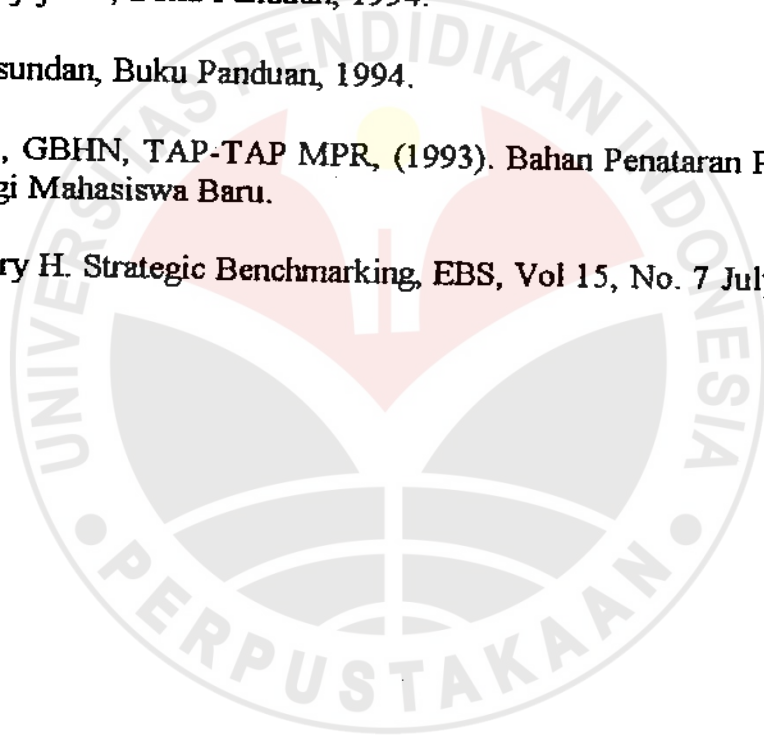 sundan, Buku Panduan, 1994.
, GBHN, TAP-TAP MPR, (1993). Bahan Penataran P
gi Mahasiswa Baru.
ry H. Strategic Benchmarking, EBS, Vol 15, No. 7 Jul
UNIVERSITAS PENDIDIKAN INDONESIA
PERPUSTAKAAN